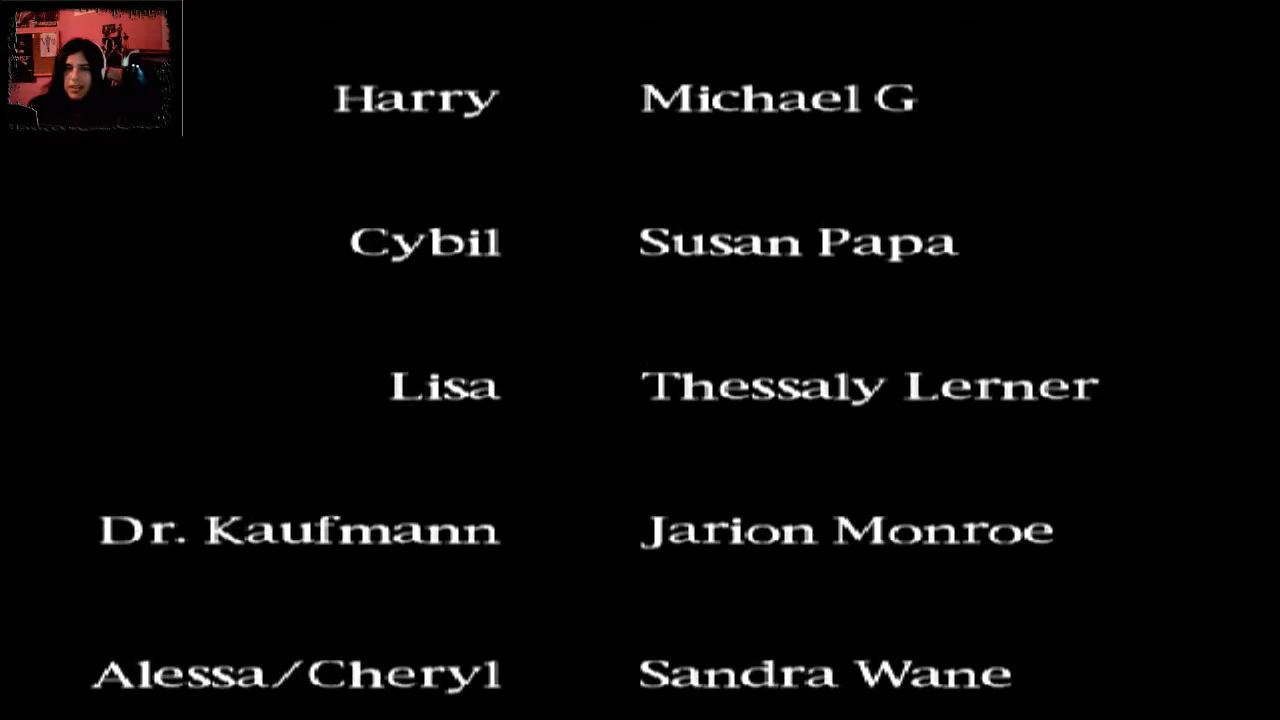 Harry Michael G
Cybil Susan Papa
Lisa Thessaly Lerner
Dr. Kaufmann Jarion Monroe
Alessa/Cheryl Sandra Wane